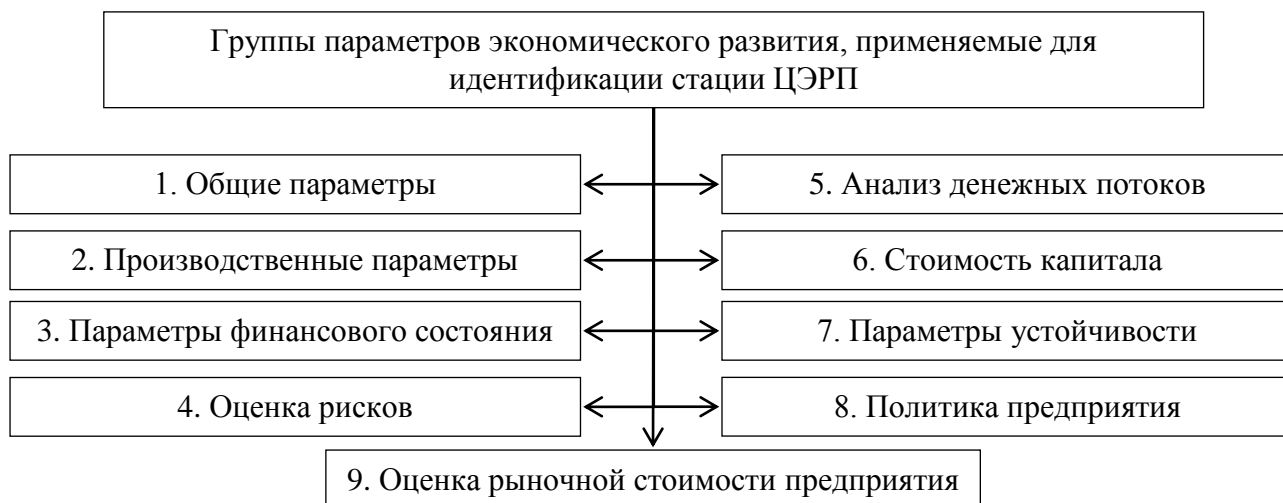 Группы параметров экономического развития, применяемые для
идентификации стации ЦЭРП
1. Общие параметры
2. Производственные параметры
3. Параметры финансового состояния
4. Оценка рисков
5. Анализ денежных потоков
6. Стоимость капитала
7. Параметры устойчивости
8. Политика предприятия
9. Оценка рыночной стоимости предприятия